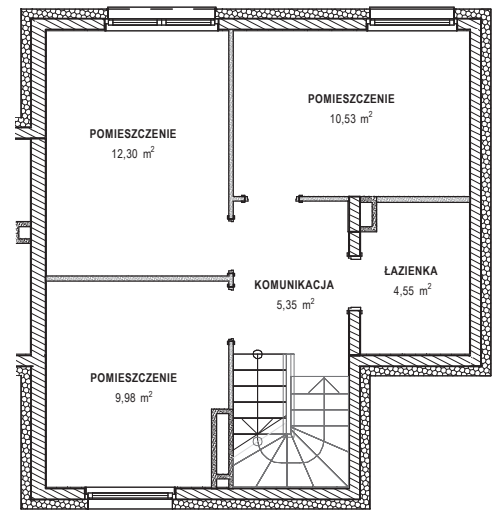 POMIESZCZENIE
10,53 m²
POMIESZCZENIE
12,30 m²
ŁAZIENKA
4,55 m²
KOMUNIKACJA
5,35 m²
POMIESZCZENIE
9,98 m²